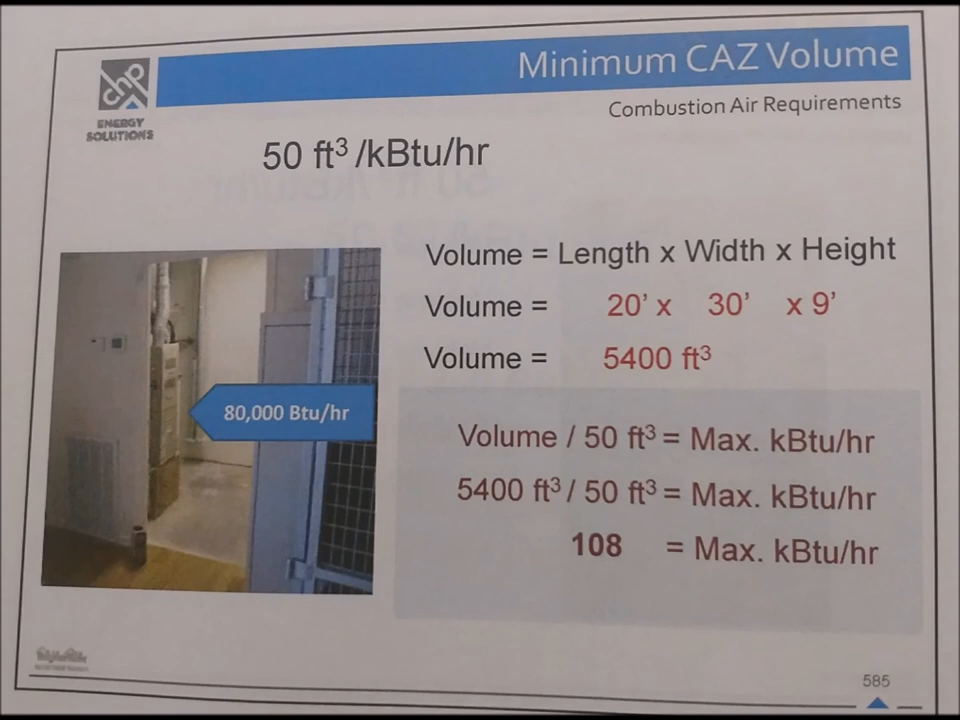 Minimum CAZ Volume
Combustion Air Requirements
chp
ENERGY
SOLUTIONS
50 ft³ /kBtu/hr
Volume = Length x Width x Height
Volume = 20' x 30' x 9'
Volume = 5400 ft³
80,000 Btu/hr
Volume / 50 ft³ = Max. kBtu/hr
5400 ft³ / 50 ft³ = Max. kBtu/hr
108 = Max. kBtu/hr
585